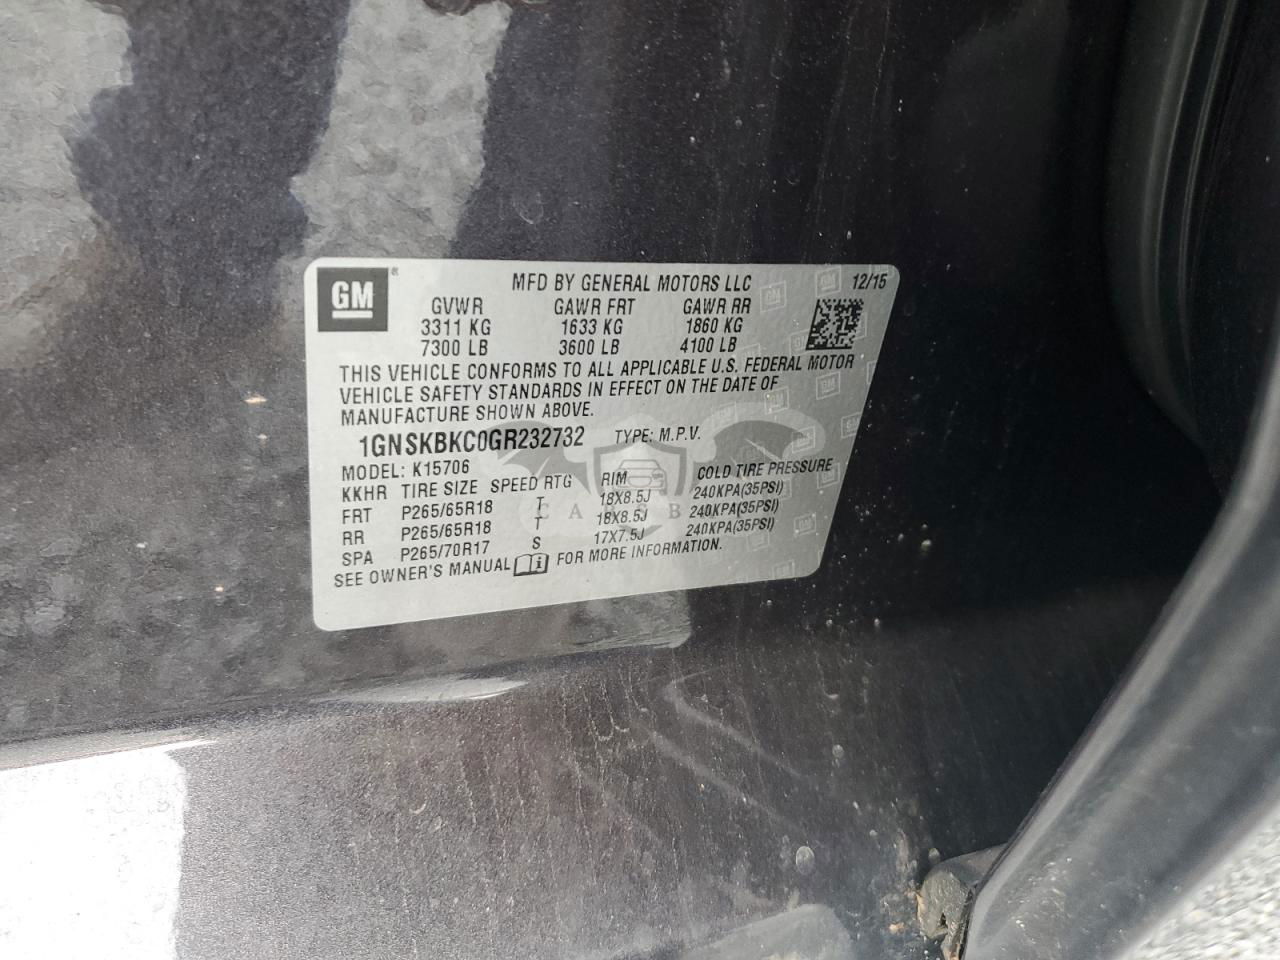 GM ®
MFD BY GENERAL MOTORS LLC 12/15
GVWR GAWR FRT GAWR RR
3311 KG 1633 KG 1860 KG
7300 LB 3600 LB 4100 LB
THIS VEHICLE CONFORMS TO ALL APPLICABLE U.S. FEDERAL MOTOR
VEHICLE SAFETY STANDARDS IN EFFECT ON THE DATE OF
MANUFACTURE SHOWN ABOVE.
1GNSKBKC0GR232732 TYPE: M.P.V.
MODEL: K15706
KKHR TIRE SIZE SPEED RTG RIM COLD TIRE PRESSURE
FRT P265/65R18 T 18X8.5J 240KPA(35PSI)
RR P265/65R18 T 18X8.5J 240KPA(35PSI)
SPA P265/70R17 S 17X7.5J 240KPA(35PSI)
SEE OWNER'S MANUAL i FOR MORE INFORMATION.